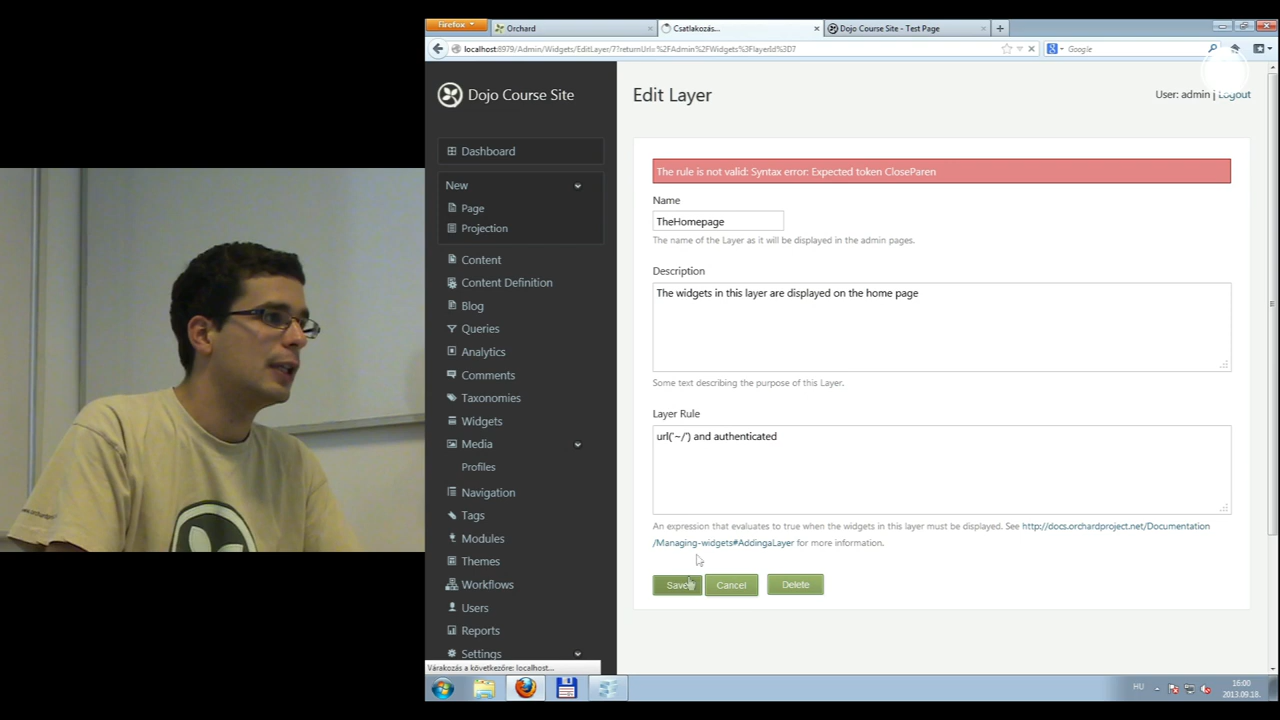 Firefox
Orchard
Csatlakozás...
Dojo Course Site - Test Page
localhost:8979/Admin/Widgets/EditLayer/7?returnUrl=%2FAdmin%2FWidgets%3FlayerId%3D7
Google
Dojo Course Site
Edit Layer
User: admin | Logout
Dashboard
New
Page
Projection
Content
Content Definition
Blog
Queries
Analytics
Comments
Taxonomies
Widgets
Media
Profiles
Navigation
Tags
Modules
Themes
Workflows
Users
Reports
Settings
The rule is not valid: Syntax error: Expected token CloseParen
Name
TheHomepage
The name of the Layer as it will be displayed in the admin pages.
Description
The widgets in this layer are displayed on the home page
Some text describing the purpose of this Layer.
Layer Rule
url('~/') and authenticated
An expression that evaluates to true when the widgets in this layer must be displayed. See http://docs.orchardproject.net/Documentation
/Managing-widgets#AddingaLayer for more information.
Save
Cancel
Delete
Várakozás a következőre: localhost...
HU
16:00
2013.09.18.